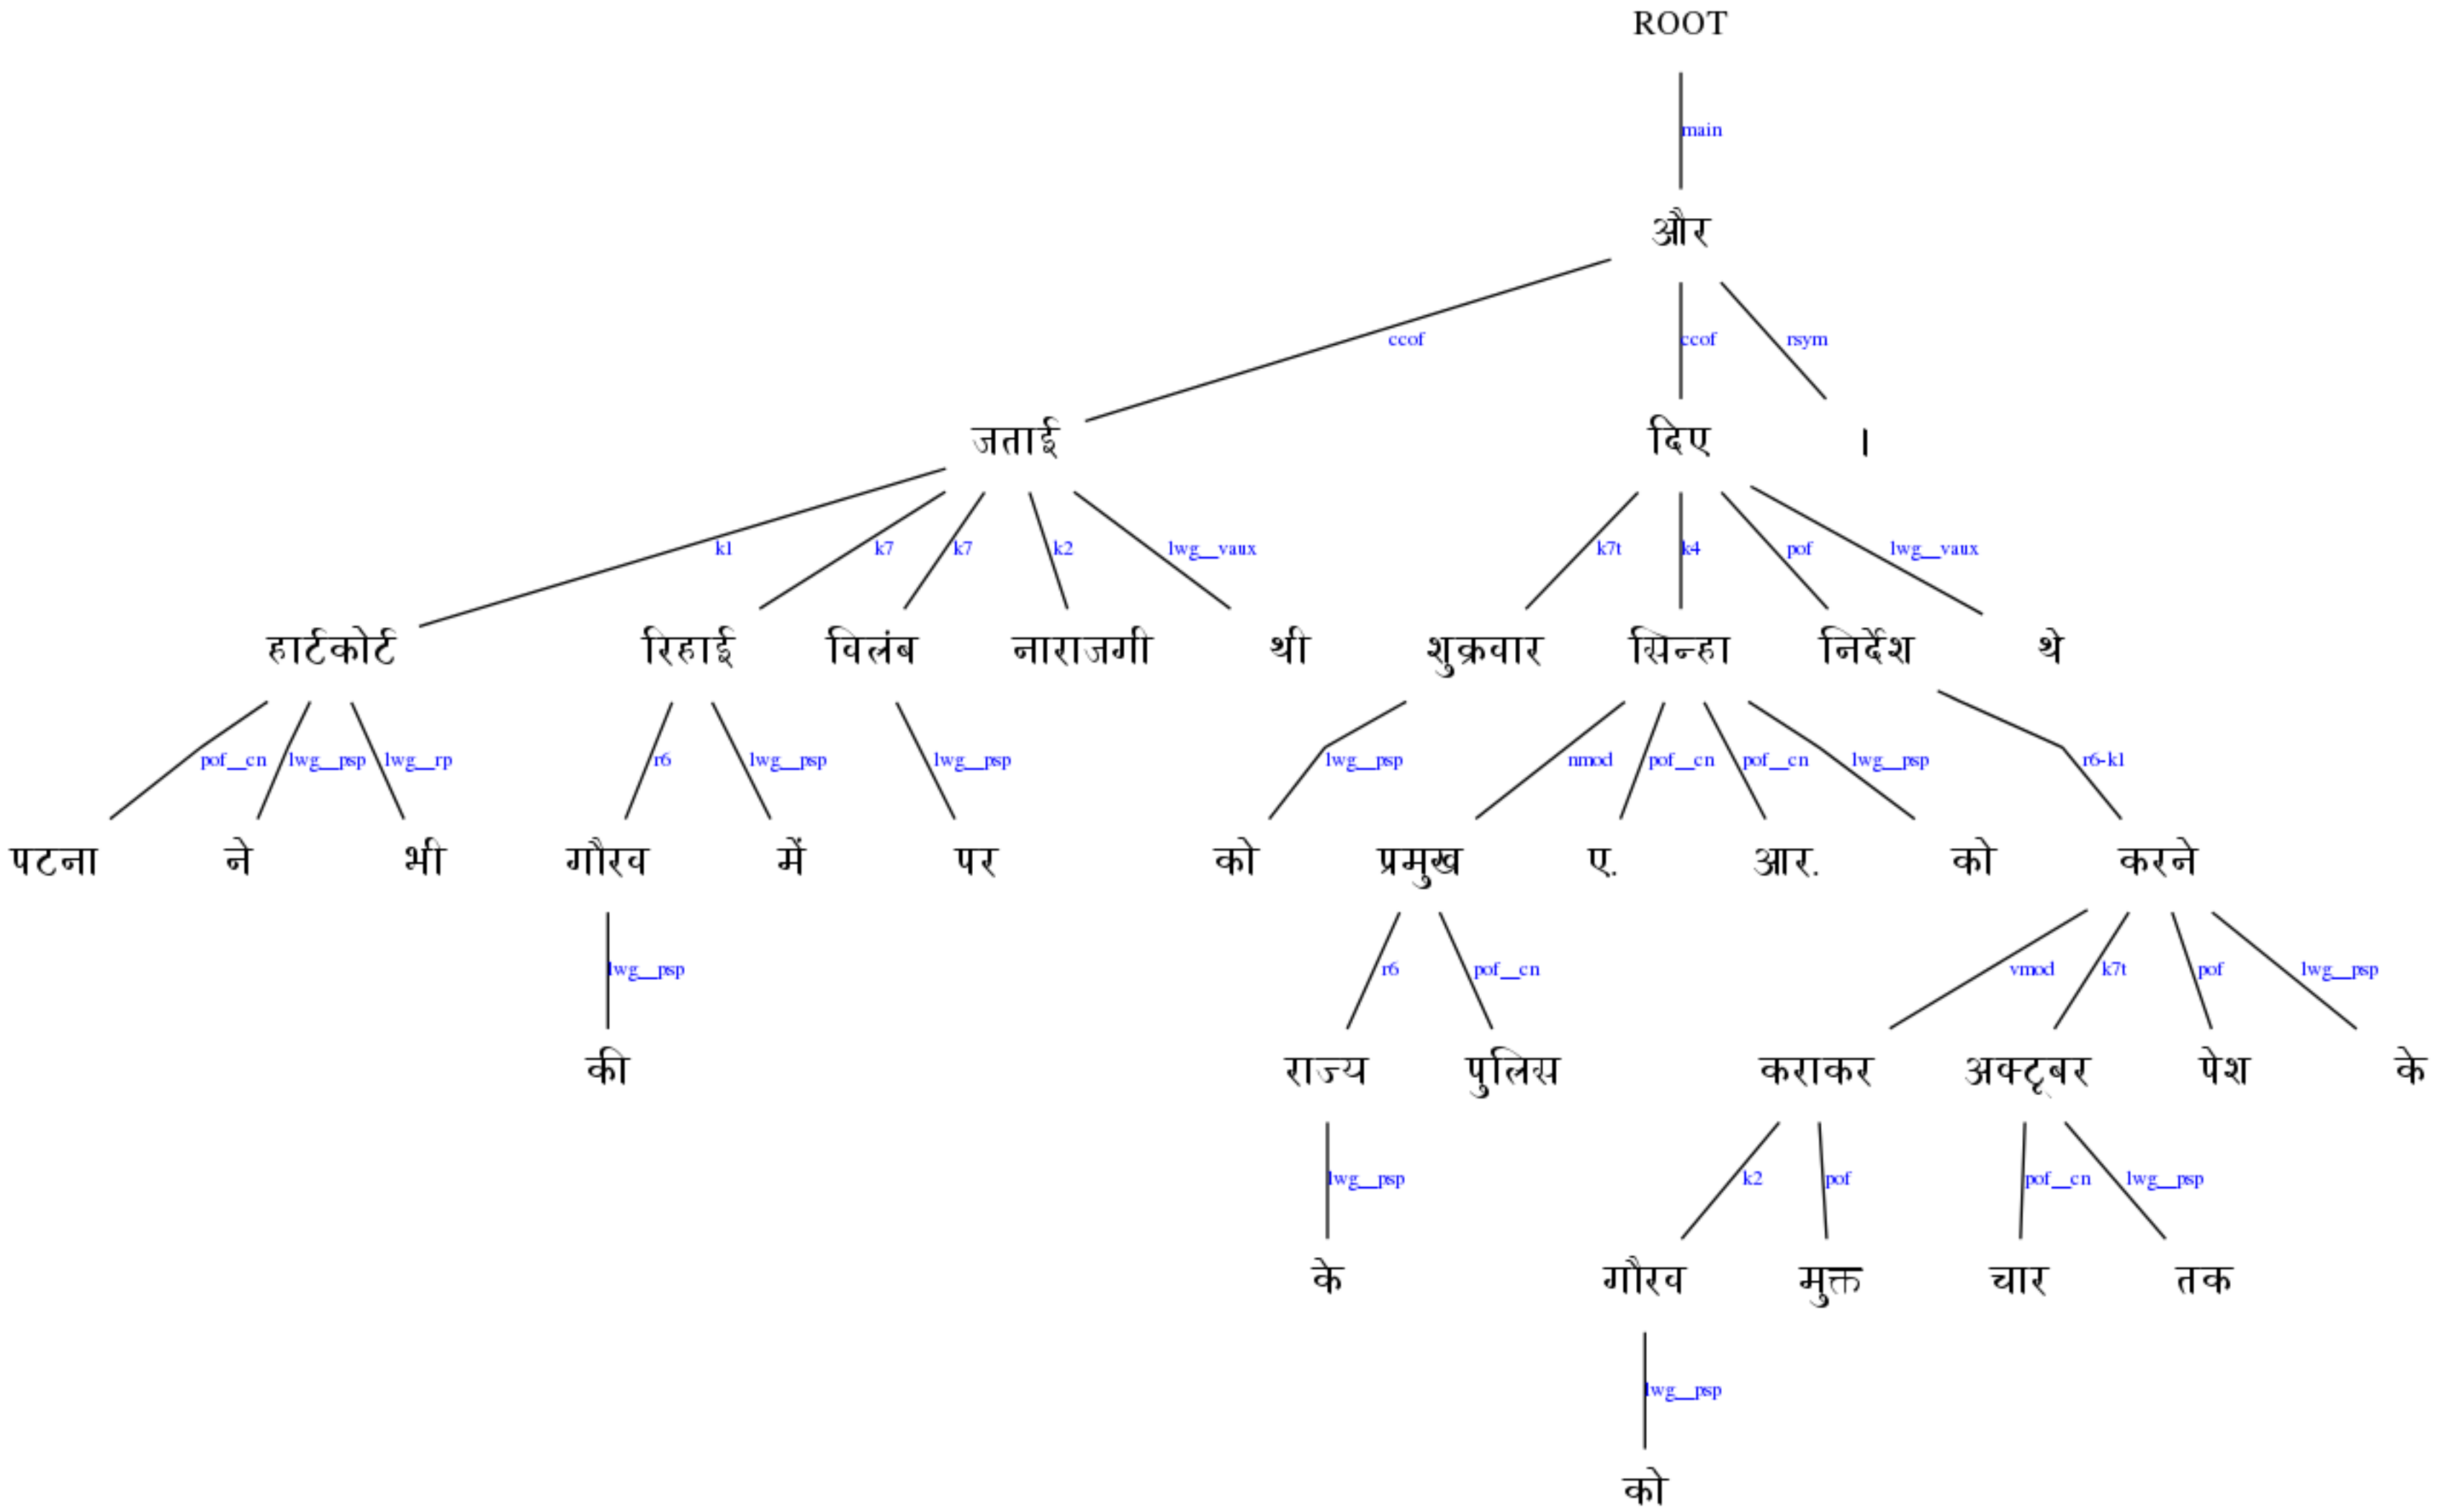 ROOT
main
और
ccof ccof rsym
जताई दिए ।
k1 k7 k7 k2 lwg__vaux k7t k4 pof lwg__vaux
हार्टकोर्ट रिहाई विलंब नाराजगी थी शुक्रवार सिन्हा निर्देश थे
pof__cn lwg__psp lwg__rp r6 lwg__psp lwg__psp lwg__psp nmod pof__cn pof__cn lwg__psp r6-k1
पटना ने भी गौरव में पर को प्रमुख ए. आर. को करने
lwg__psp r6 pof__cn vmod k7t pof lwg__psp
की राज्य पुलिस कराकर अक्टूबर पेश के
lwg__psp k2 pof pof__cn lwg__psp
के गौरव मुक्त चार तक
lwg__psp
को